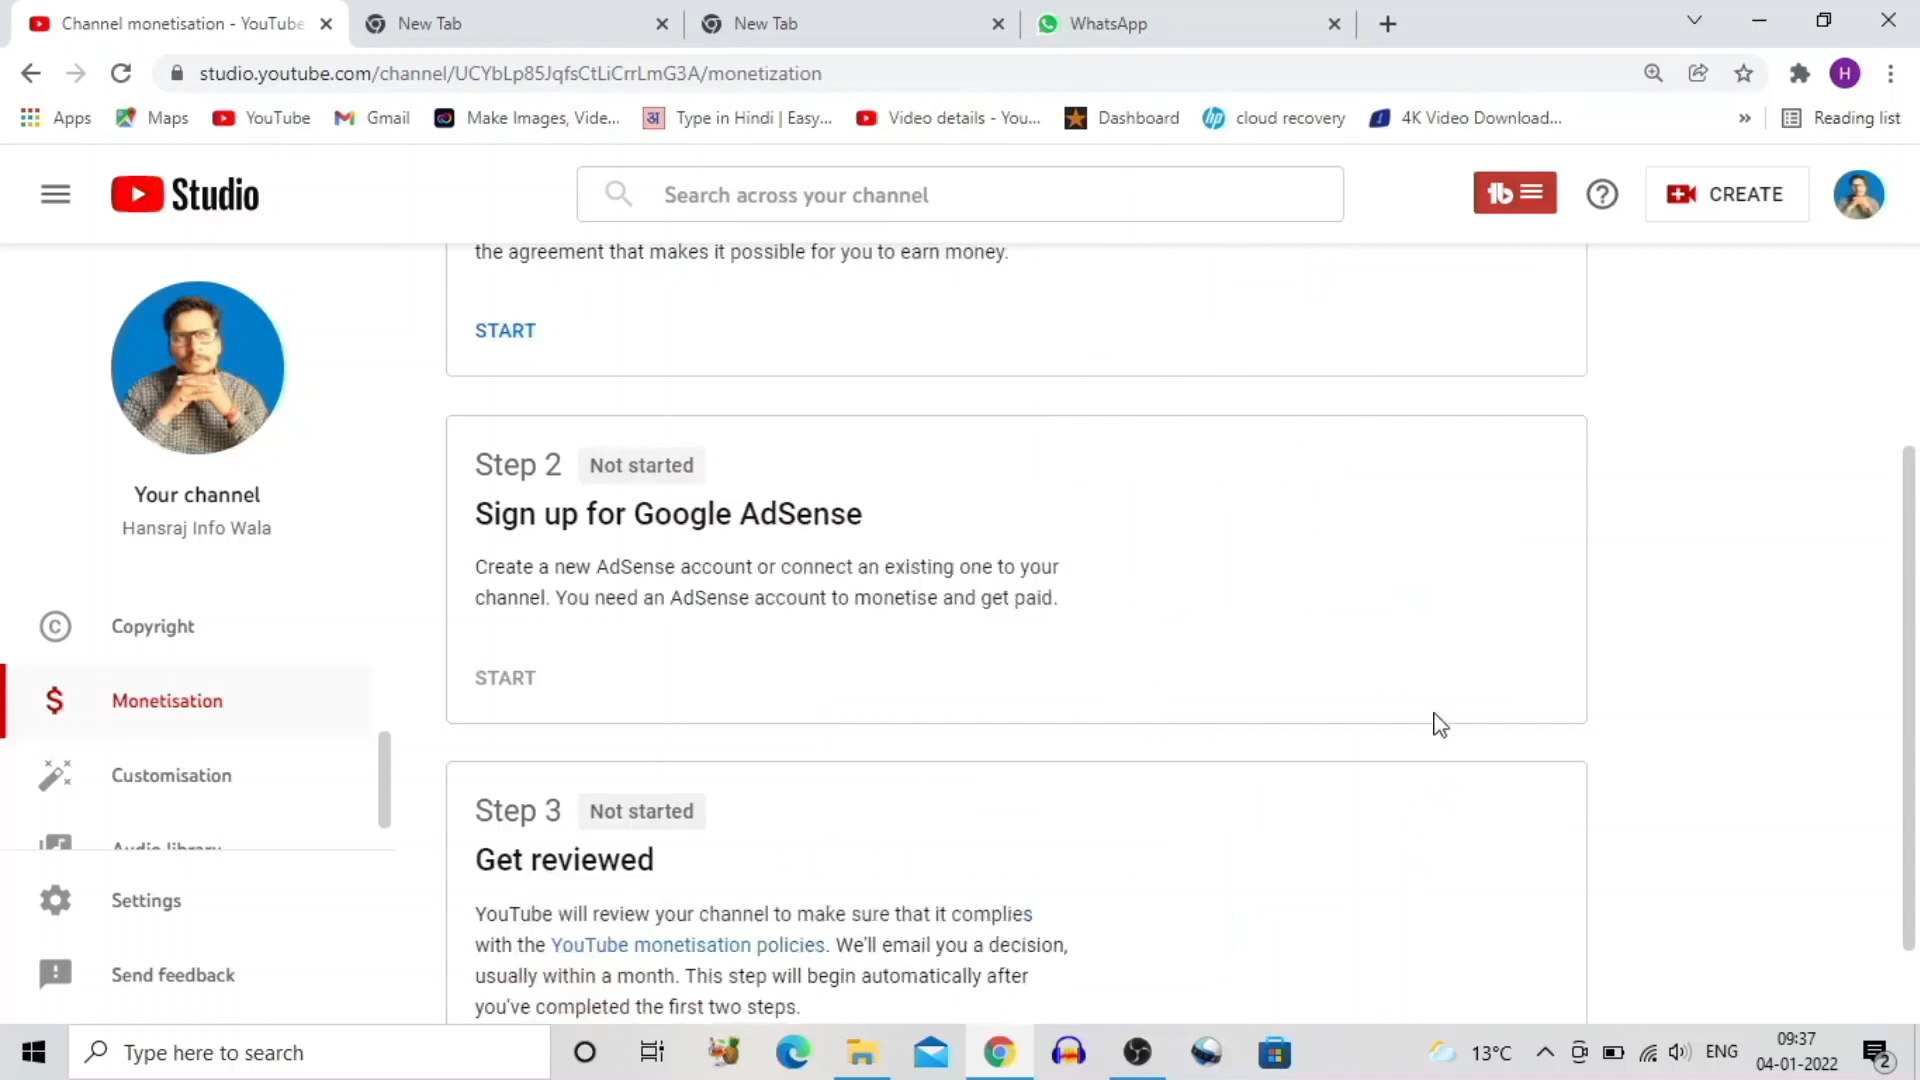 Channel monetisation - YouTube
New Tab
New Tab
WhatsApp
studio.youtube.com/channel/UCYbLp85JqfsCtLiCrrLmG3A/monetization
H
Apps
Maps
YouTube
Gmail
Make Images, Vide...
Type in Hindi | Easy...
Video details - You...
Dashboard
cloud recovery
4K Video Download...
Reading list
Studio
Search across your channel
CREATE
the agreement that makes it possible for you to earn money.
START
Your channel
Hansraj Info Wala
Copyright
Monetisation
Customisation
Audio library
Settings
Send feedback
Step 2 Not started
Sign up for Google AdSense
Create a new AdSense account or connect an existing one to your
channel. You need an AdSense account to monetise and get paid.
START
Step 3 Not started
Get reviewed
YouTube will review your channel to make sure that it complies
with the YouTube monetisation policies. We'll email you a decision,
usually within a month. This step will begin automatically after
you've completed the first two steps.
Type here to search
13°C
ENG
09:37
04-01-2022
2